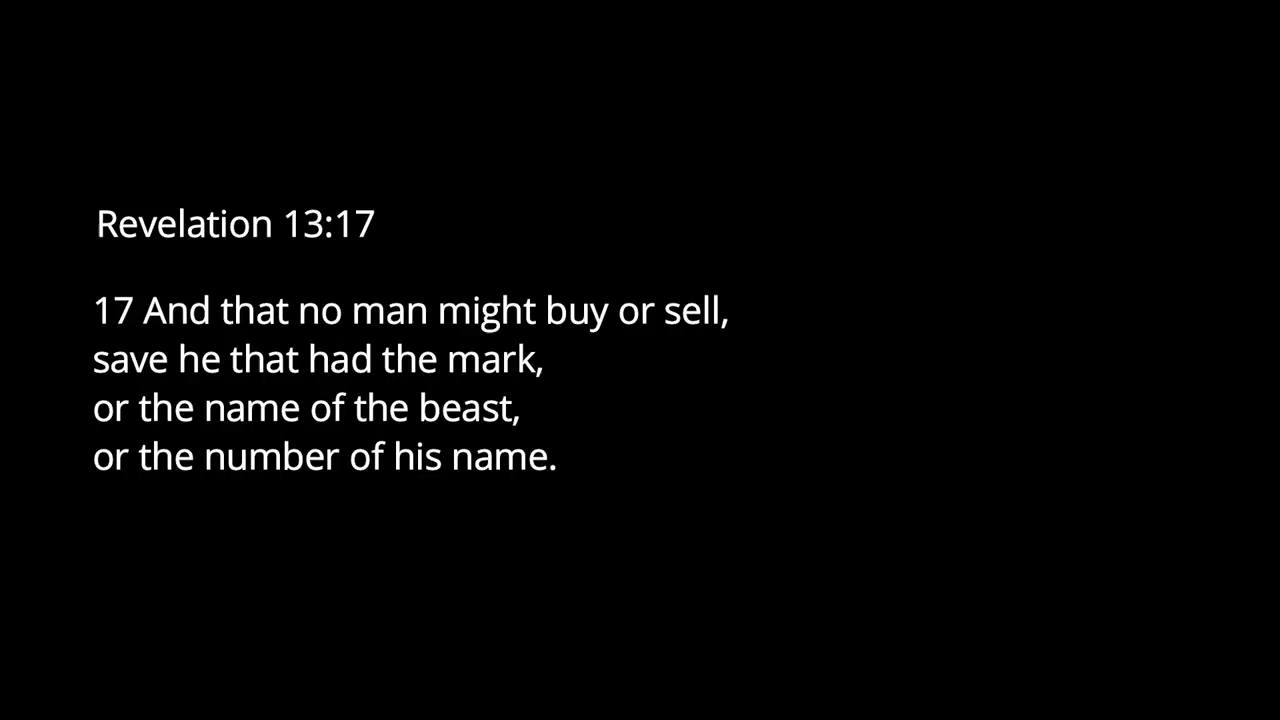 Revelation 13:17
17 And that no man might buy or sell,
save he that had the mark,
or the name of the beast,
or the number of his name.